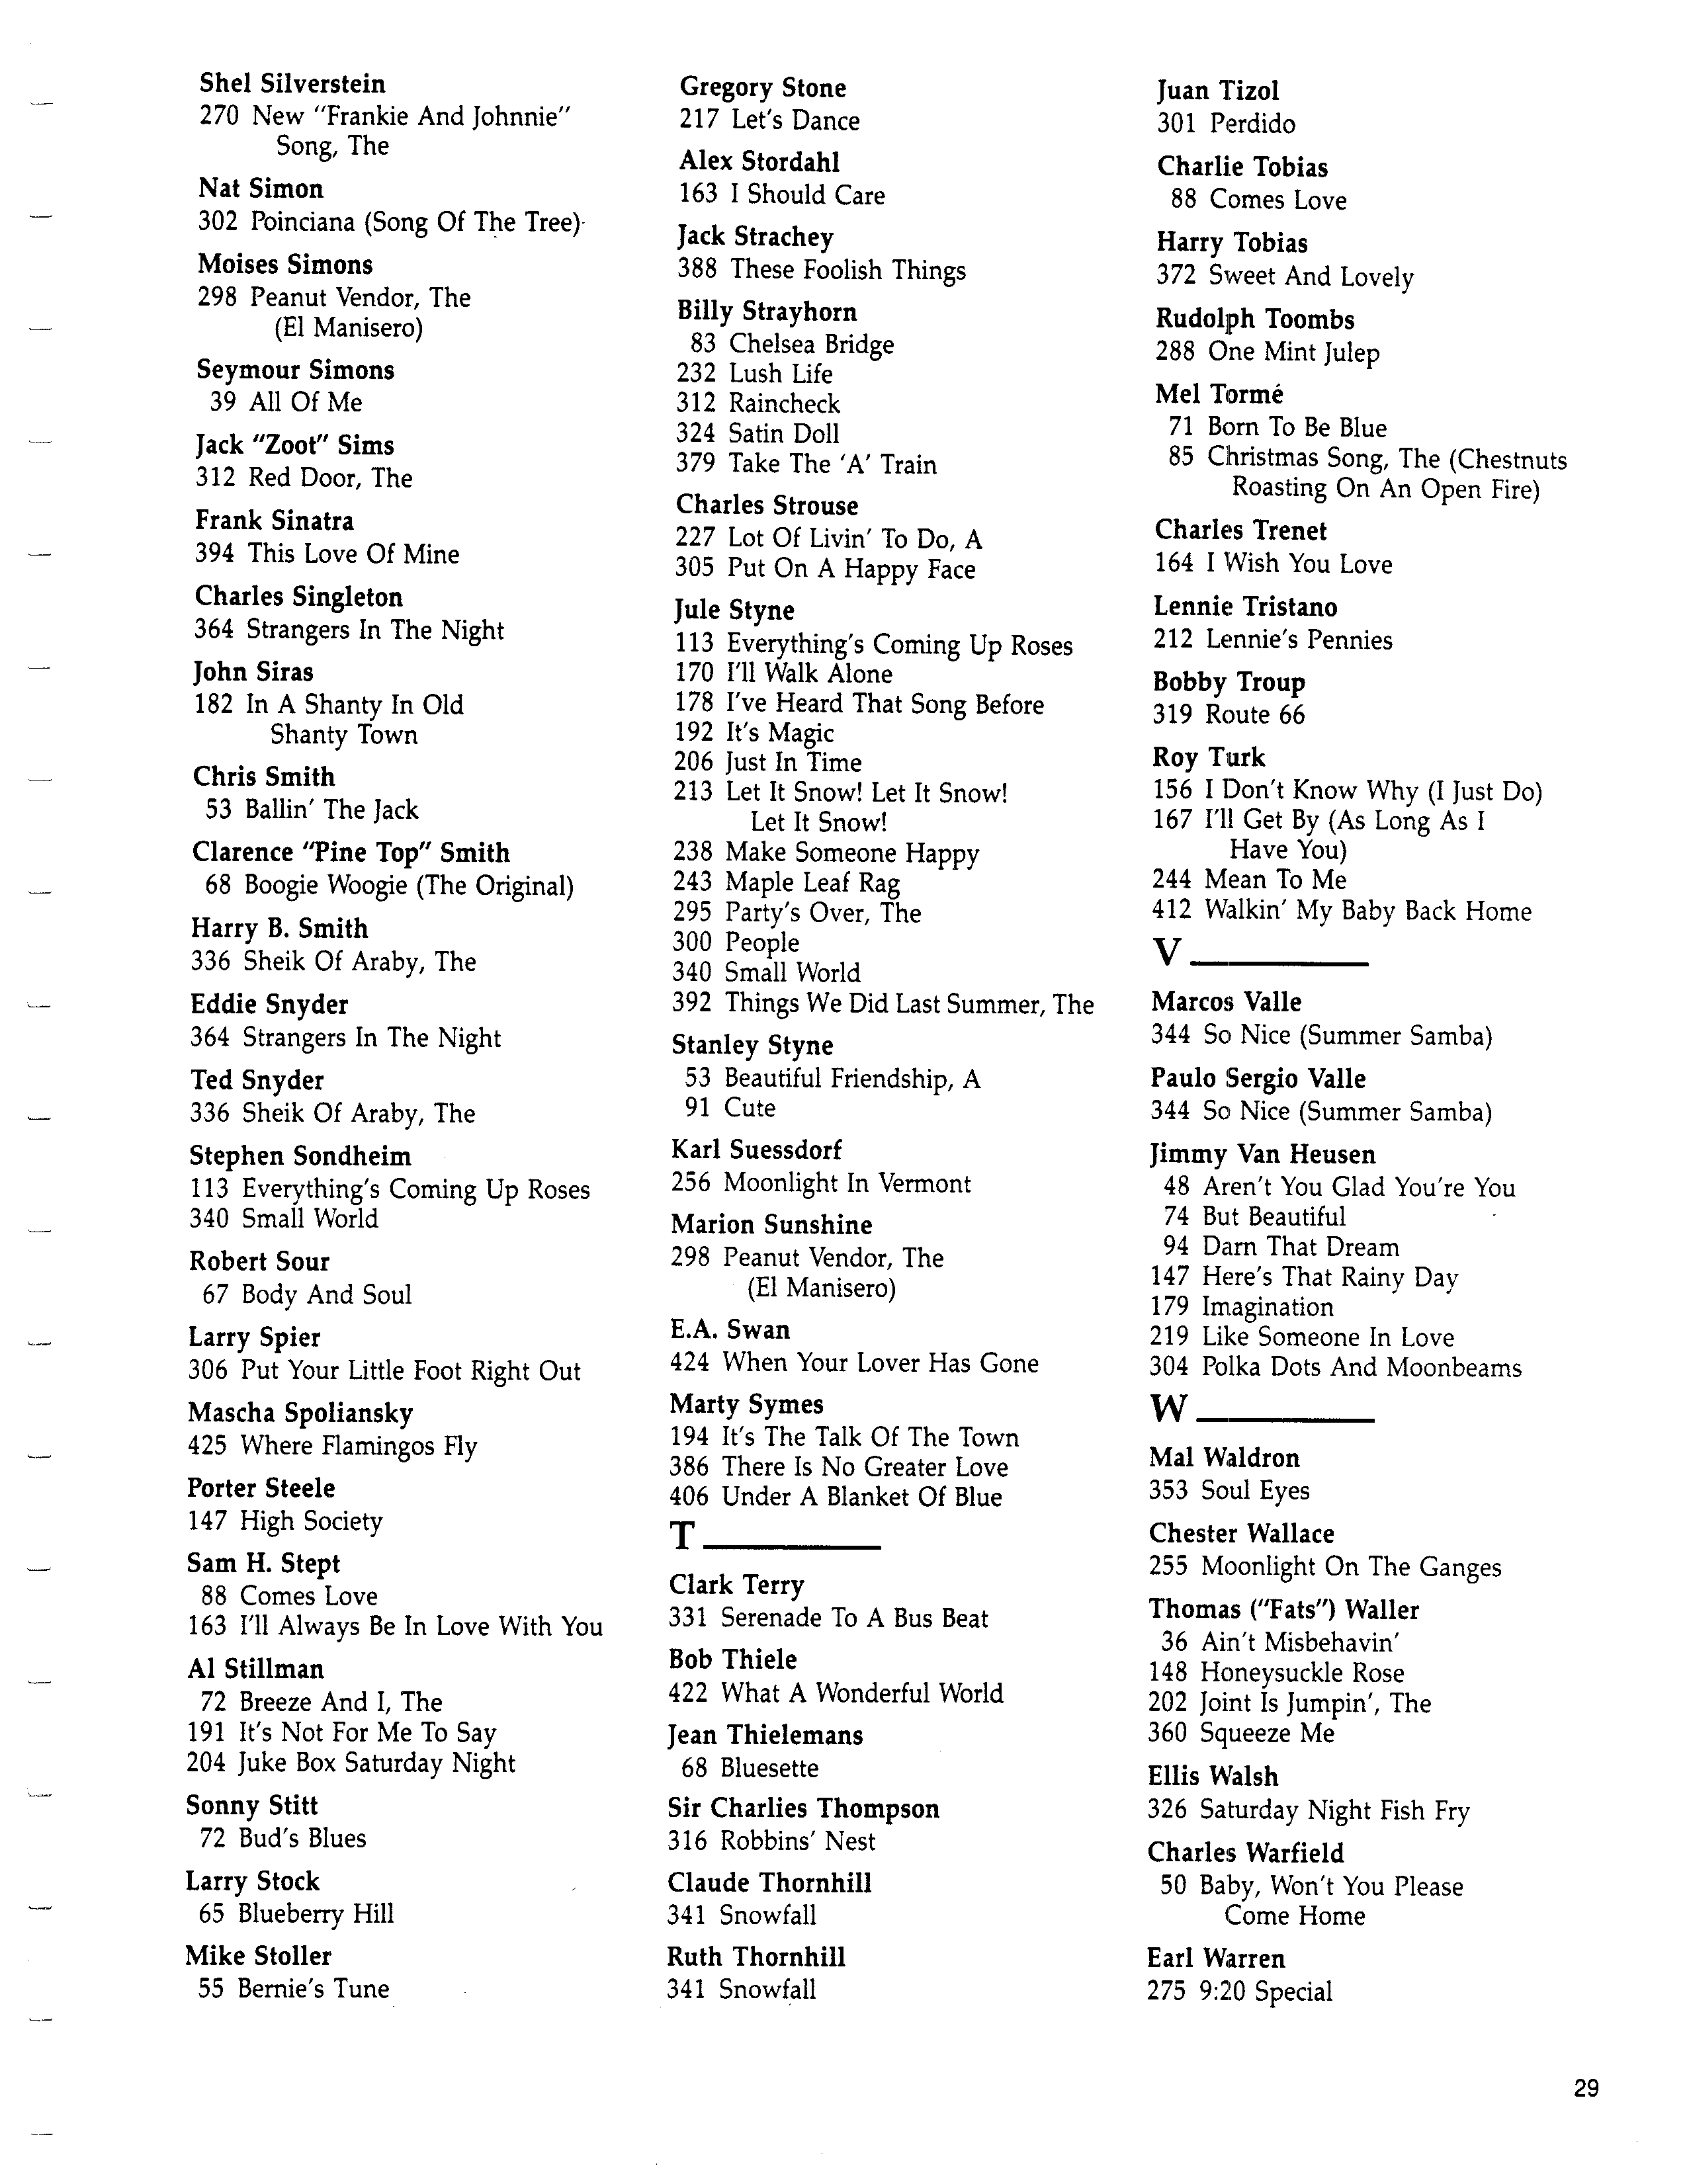 Shel Silverstein
270 New "Frankie And Johnnie"
Song, The
Nat Simon
302 Poinciana (Song Of The Tree)
Moises Simons
298 Peanut Vendor, The
(El Manisero)
Seymour Simons
39 All Of Me
Jack "Zoot" Sims
312 Red Door, The
Frank Sinatra
394 This Love Of Mine
Charles Singleton
364 Strangers In The Night
John Siras
182 In A Shanty In Old
Shanty Town
Chris Smith
53 Ballin' The Jack
Clarence "Pine Top" Smith
68 Boogie Woogie (The Original)
Harry B. Smith
336 Sheik Of Araby, The
Eddie Snyder
364 Strangers In The Night
Ted Snyder
336 Sheik Of Araby, The
Stephen Sondheim
113 Everything's Coming Up Roses
340 Small World
Robert Sour
67 Body And Soul
Larry Spier
306 Put Your Little Foot Right Out
Mascha Spoliansky
425 Where Flamingos Fly
Porter Steele
147 High Society
Sam H. Stept
88 Comes Love
163 I'll Always Be In Love With You
Al Stillman
72 Breeze And I, The
191 It's Not For Me To Say
204 Juke Box Saturday Night
Sonny Stitt
72 Bud's Blues
Larry Stock
65 Blueberry Hill
Mike Stoller
55 Bernie's Tune
Gregory Stone
217 Let's Dance
Alex Stordahl
163 I Should Care
Jack Strachey
388 These Foolish Things
Billy Strayhorn
83 Chelsea Bridge
232 Lush Life
312 Raincheck
324 Satin Doll
379 Take The 'A' Train
Charles Strouse
227 Lot Of Livin' To Do, A
305 Put On A Happy Face
Jule Styne
113 Everything's Coming Up Roses
170 I'll Walk Alone
178 I've Heard That Song Before
192 It's Magic
206 Just In Time
213 Let It Snow! Let It Snow!
Let It Snow!
238 Make Someone Happy
243 Maple Leaf Rag
295 Party's Over, The
300 People
340 Small World
392 Things We Did Last Summer, The
Stanley Styne
53 Beautiful Friendship, A
91 Cute
Karl Suessdorf
256 Moonlight In Vermont
Marion Sunshine
298 Peanut Vendor, The
(El Manisero)
E.A. Swan
424 When Your Lover Has Gone
Marty Symes
194 It's The Talk Of The Town
386 There Is No Greater Love
406 Under A Blanket Of Blue
T
Clark Terry
331 Serenade To A Bus Beat
Bob Thiele
422 What A Wonderful World
Jean Thielemans
68 Bluesette
Sir Charlies Thompson
316 Robbins' Nest
Claude Thornhill
341 Snowfall
Ruth Thornhill
341 Snowfall
Juan Tizol
301 Perdido
Charlie Tobias
88 Comes Love
Harry Tobias
372 Sweet And Lovely
Rudolph Toombs
288 One Mint Julep
Mel Tormé
71 Born To Be Blue
85 Christmas Song, The (Chestnuts
Roasting On An Open Fire)
Charles Trenet
164 I Wish You Love
Lennie Tristano
212 Lennie's Pennies
Bobby Troup
319 Route 66
Roy Turk
156 I Don't Know Why (I Just Do)
167 I'll Get By (As Long As I
Have You)
244 Mean To Me
412 Walkin' My Baby Back Home
V
Marcos Valle
344 So Nice (Summer Samba)
Paulo Sergio Valle
344 So Nice (Summer Samba)
Jimmy Van Heusen
48 Aren't You Glad You're You
74 But Beautiful
94 Darn That Dream
147 Here's That Rainy Day
179 Imagination
219 Like Someone In Love
304 Polka Dots And Moonbeams
W
Mal Waldron
353 Soul Eyes
Chester Wallace
255 Moonlight On The Ganges
Thomas ("Fats") Waller
36 Ain't Misbehavin'
148 Honeysuckle Rose
202 Joint Is Jumpin', The
360 Squeeze Me
Ellis Walsh
326 Saturday Night Fish Fry
Charles Warfield
50 Baby, Won't You Please
Come Home
Earl Warren
275 9:20 Special
29